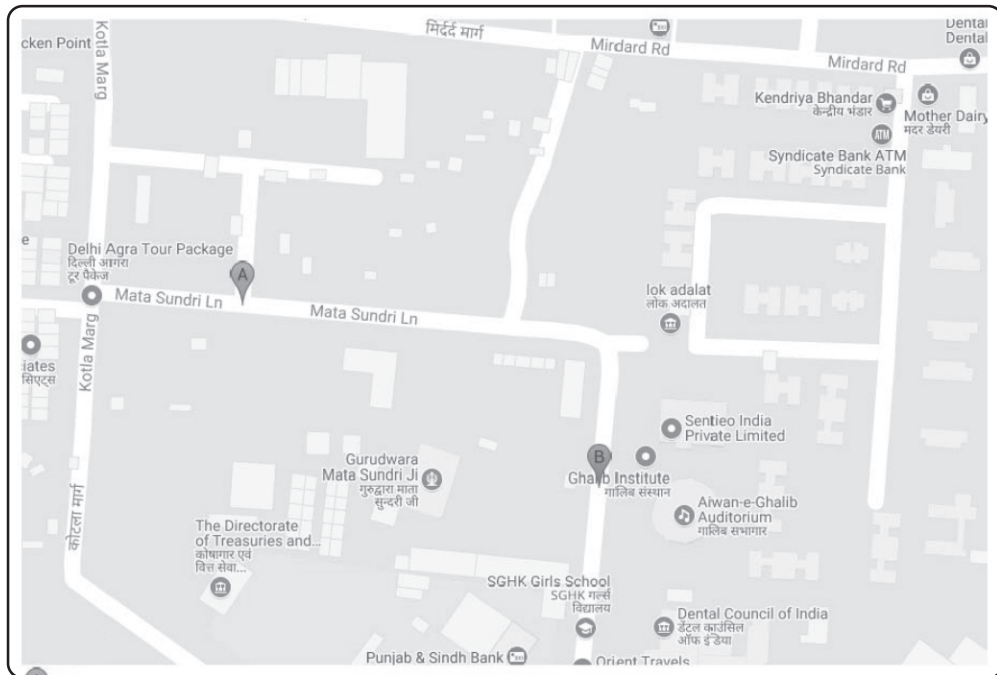 मिर्दर्द मार्ग
Mirdard Rd
Mirdard Rd
Dental
Dental
cken Point
Kotla Marg
Kendriya Bhandar
केन्द्रीय भंडार
Mother Dairy
मदर डेयरी
ATM
Syndicate Bank ATM
Syndicate Bank
e
Delhi Agra Tour Package
दिल्ली आगरा
टूर पैकेज
A
Mata Sundri Ln
Mata Sundri Ln
lok adalat
लोक अदालत
iates
सिएट्स
Kotla Marg
Sentieo India
Private Limited
B
Ghalib Institute
गालिब संस्थान
Gurudwara
Mata Sundri Ji
गुरुद्वारा माता
सुन्दरी जी
Aiwan-e-Ghalib
Auditorium
गालिब सभागार
कोटला मार्ग
The Directorate
of Treasuries and...
कोषागार एवं
वित्त सेवा...
SGHK Girls School
SGHK गर्ल्स
विद्यालय
Dental Council of India
डेंटल काउंसिल
ऑफ इंडिया
Punjab & Sindh Bank
Orient Travels